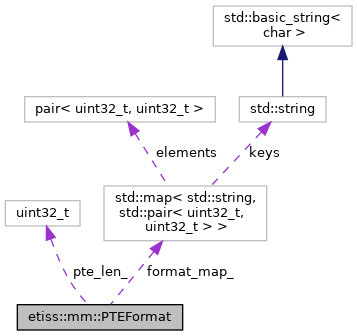 std::basic_string<
char >
pair< uint32_t, uint32_t >
std::string
elements
keys
std::map< std::string,
std::pair< uint32_t,
uint32_t > >
uint32_t
pte_len_
format_map_
etiss::mm::PTEFormat